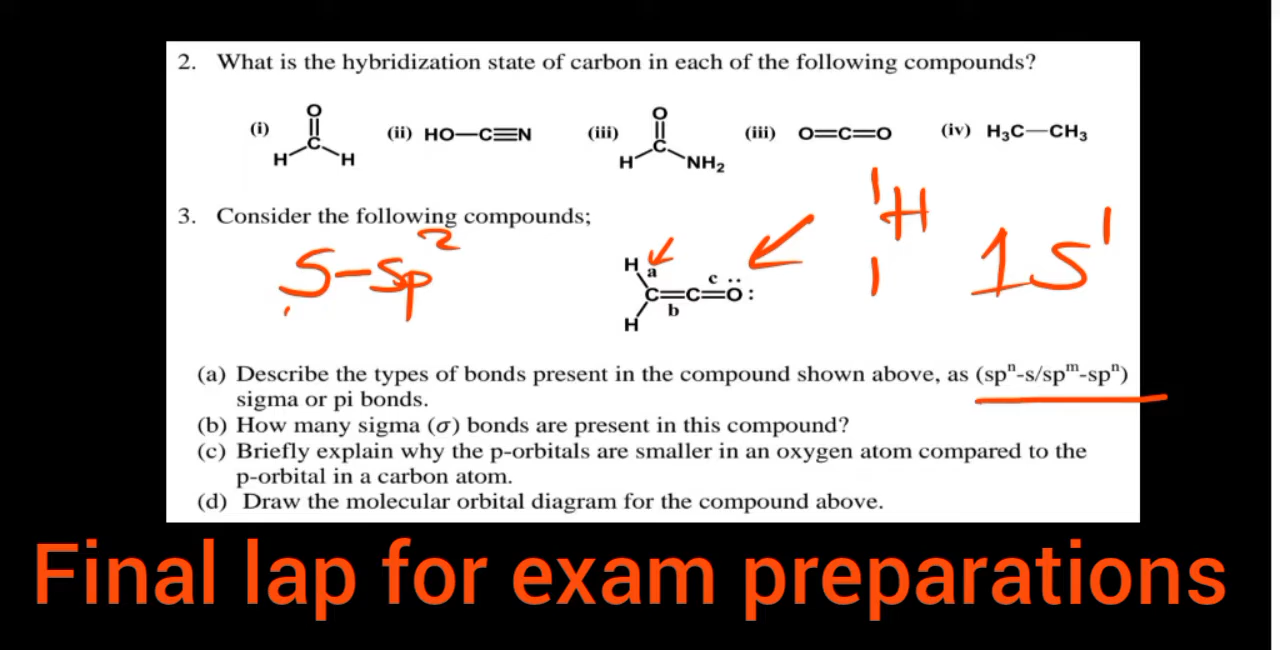 2. What is the hybridization state of carbon in each of the following compounds?
(i) O C H H (ii) HO—C≡N (iii) O C H NH₂ (iii) O=C=O (iv) H₃C—CH₃
3. Consider the following compounds;
S-sp² ¹₁H 1S¹
H a
C=C=O:
c
b
H
(a) Describe the types of bonds present in the compound shown above, as (spⁿ-s/spᵐ-spⁿ)
sigma or pi bonds.
(b) How many sigma (σ) bonds are present in this compound?
(c) Briefly explain why the p-orbitals are smaller in an oxygen atom compared to the
p-orbital in a carbon atom.
(d) Draw the molecular orbital diagram for the compound above.
Final lap for exam preparations